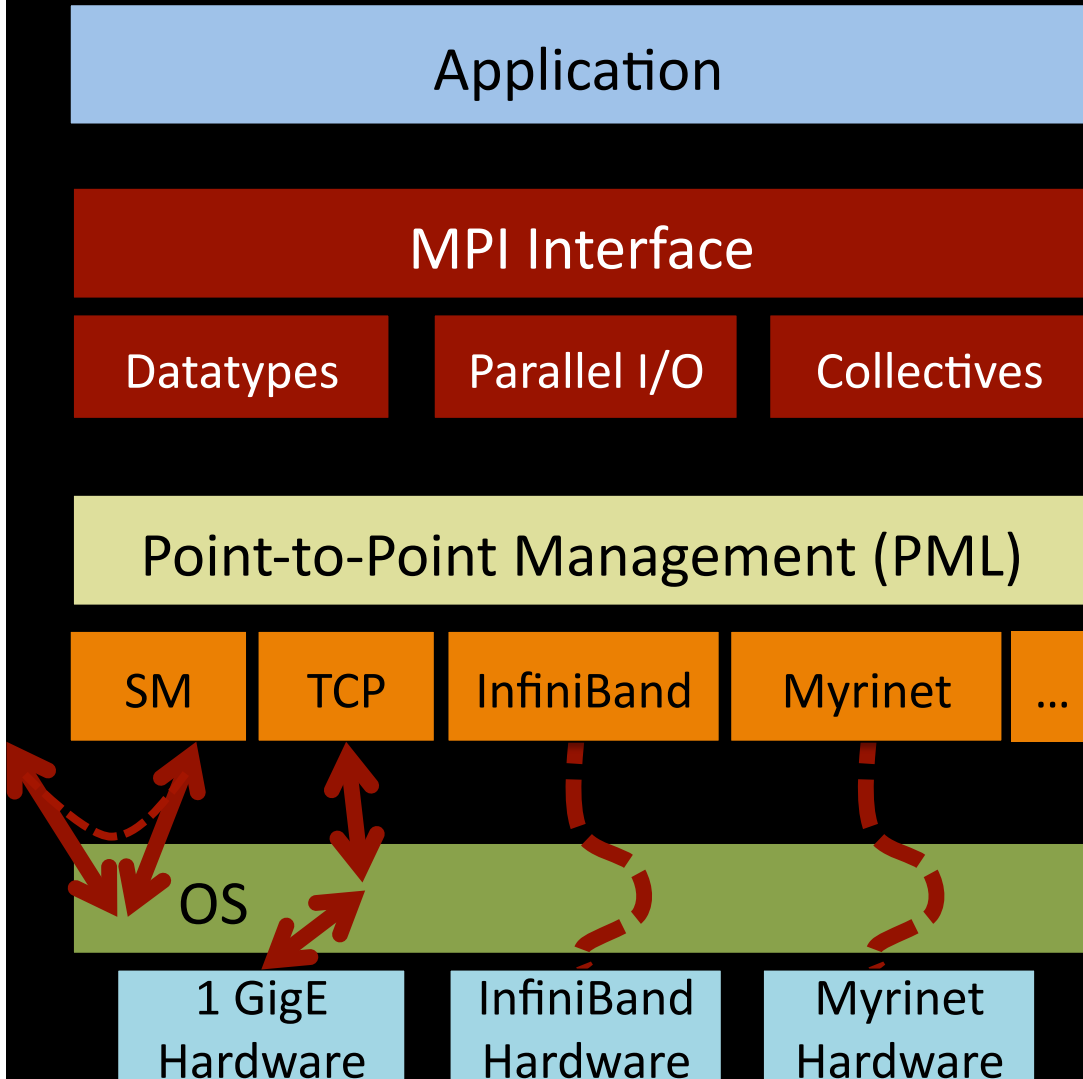 Application
MPI Interface
Datatypes
Parallel I/O
Collectives
Point-to-Point Management (PML)
SM
TCP
InfiniBand
Myrinet
...
OS
1 GigE
Hardware
InfiniBand
Hardware
Myrinet
Hardware